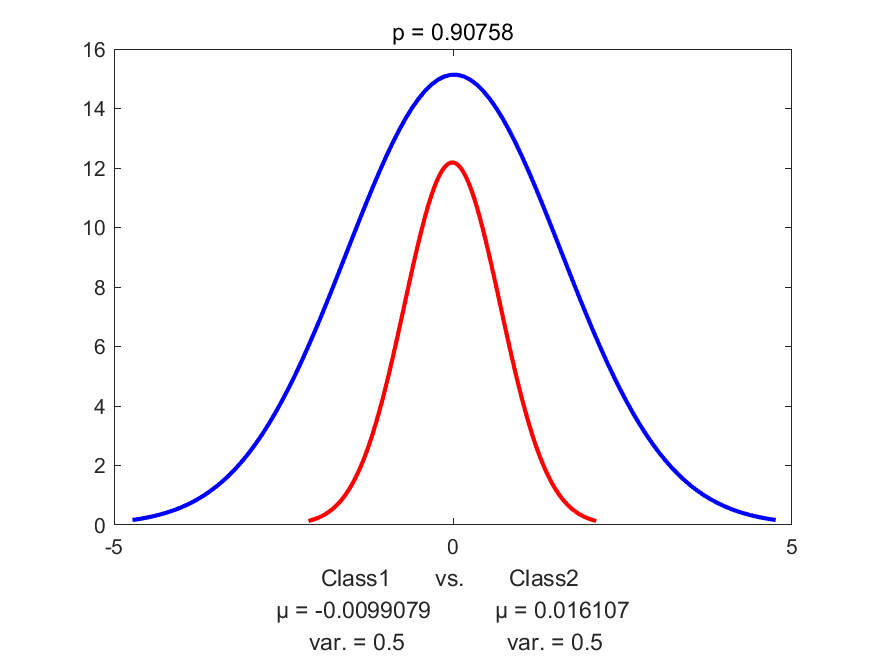 p = 0.90758
16
14
12
10
8
6
4
2
0
-5 0 5
Class1 vs. Class2
μ = -0.0099079 μ = 0.016107
var. = 0.5 var. = 0.5